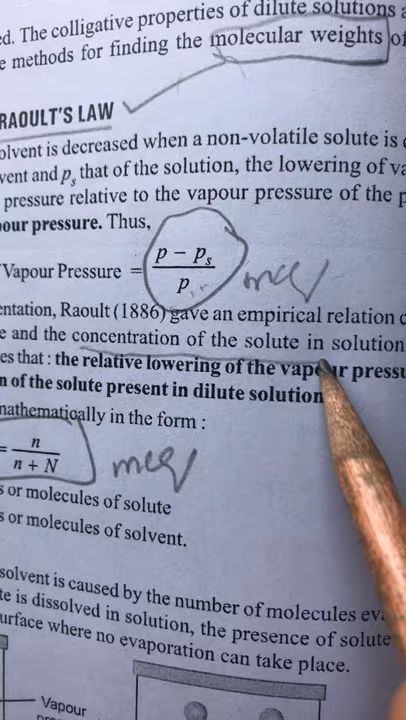 ed. The colligative properties of dilute solutions a
e methods for finding the molecular weights of
RAOULT'S LAW
olvent is decreased when a non-volatile solute is
vent and ps that of the solution, the lowering of va
pressure relative to the vapour pressure of the p
our pressure. Thus,
Vapour Pressure = p − ps / p mcq
entation, Raoult (1886) gave an empirical relation c
e and the concentration of the solute in solution
es that : the relative lowering of the vapour pressu
n of the solute present in dilute solution
mathematically in the form :
= n / n + N mcq
s or molecules of solute
s or molecules of solvent.
solvent is caused by the number of molecules ev
te is dissolved in solution, the presence of solute
urface where no evaporation can take place.
Vapour